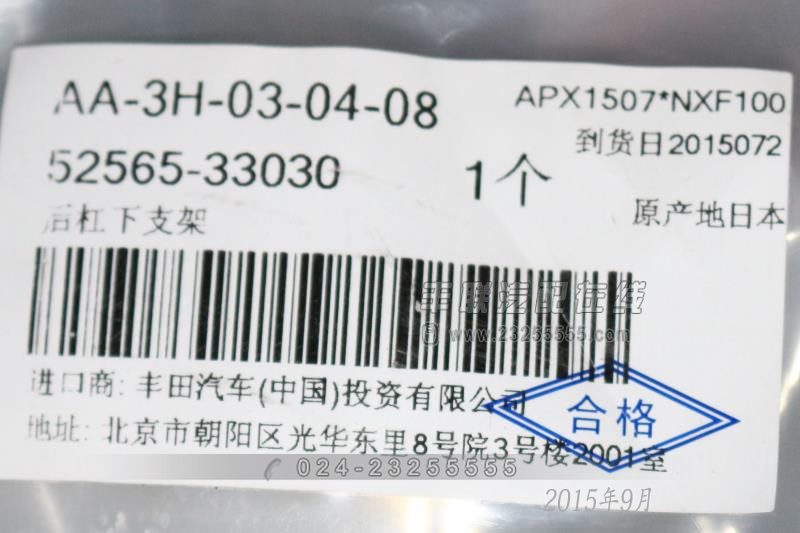 AA-3H-03-04-08
APX1507*NXF100
到货日2015072
52565-33030
1个
后杠下支架
原产地日本
丰联汽配在线
www.23255555.com
进口商: 丰田汽车(中国)投资有限公司
合格
地址: 北京市朝阳区光华东里8号院3号楼2001室
024-23255555
2015年9月